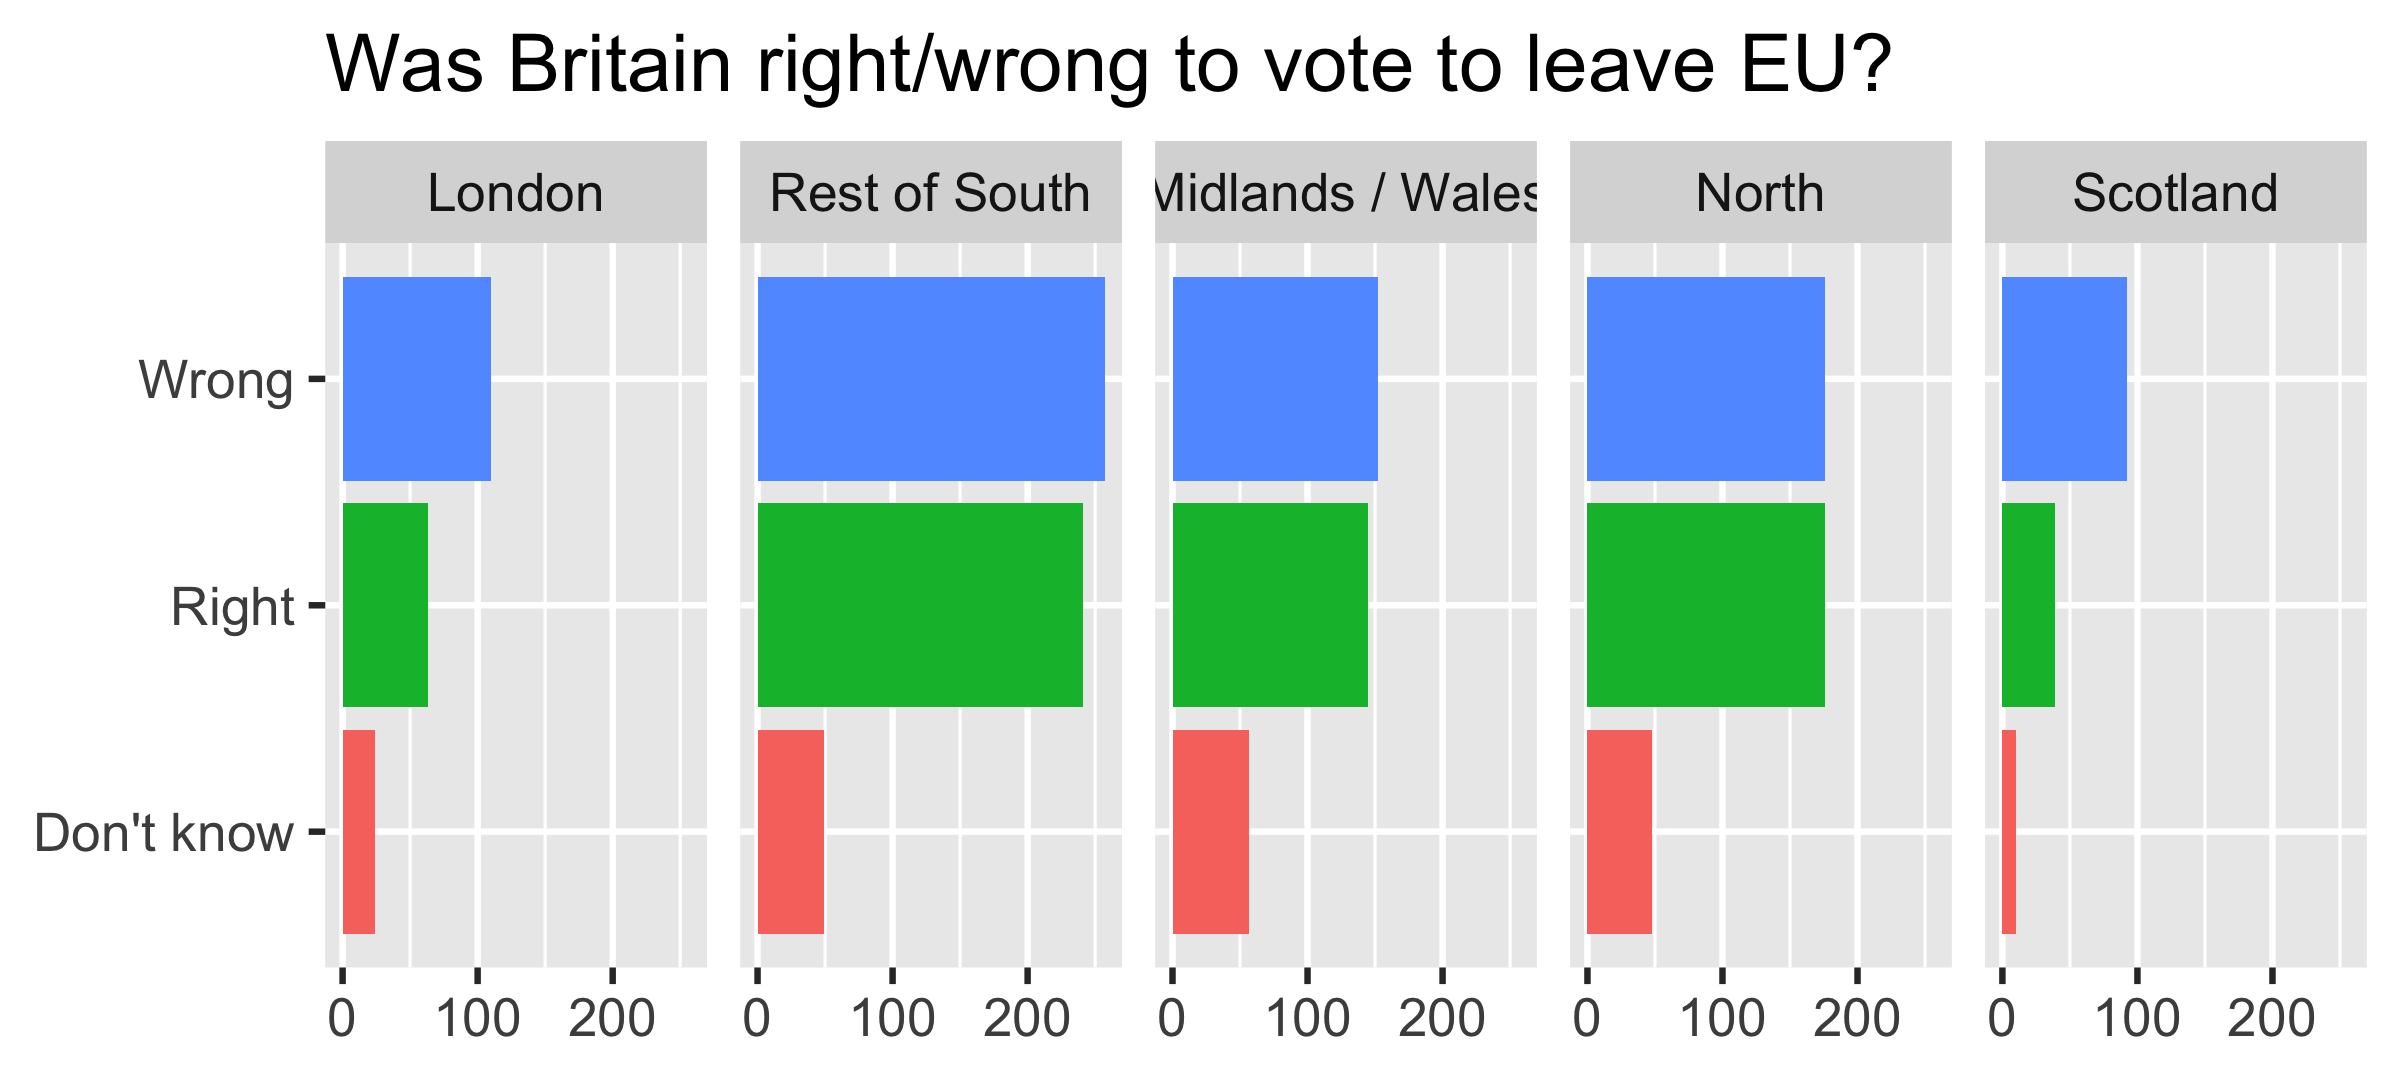 Was Britain right/wrong to vote to leave EU?
London Rest of South Midlands / Wales North Scotland
Wrong
Right
Don't know
0 100 200 0 100 200 0 100 200 0 100 200 0 100 200